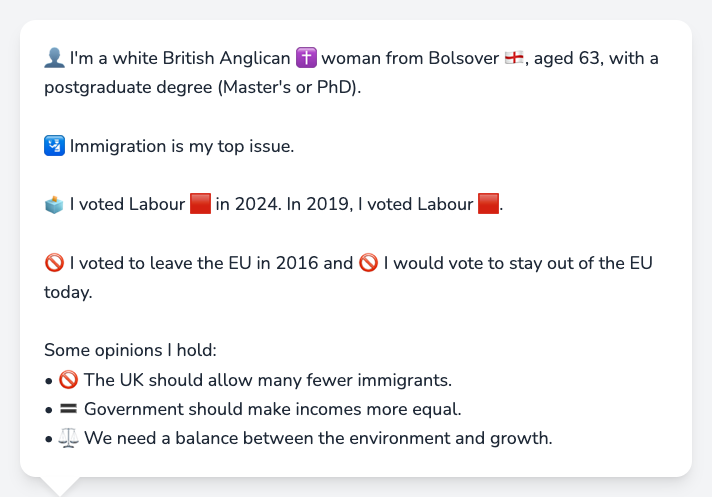 👤 I'm a white British Anglican ✝️ woman from Bolsover 🏴󠁧󠁢󠁥󠁮󠁧󠁿, aged 63, with a
postgraduate degree (Master's or PhD).
🛂 Immigration is my top issue.
🗳️ I voted Labour 🟥 in 2024. In 2019, I voted Labour 🟥.
🚫 I voted to leave the EU in 2016 and 🚫 I would vote to stay out of the EU
today.
Some opinions I hold:
• 🚫 The UK should allow many fewer immigrants.
• 🟰 Government should make incomes more equal.
• ⚖️ We need a balance between the environment and growth.